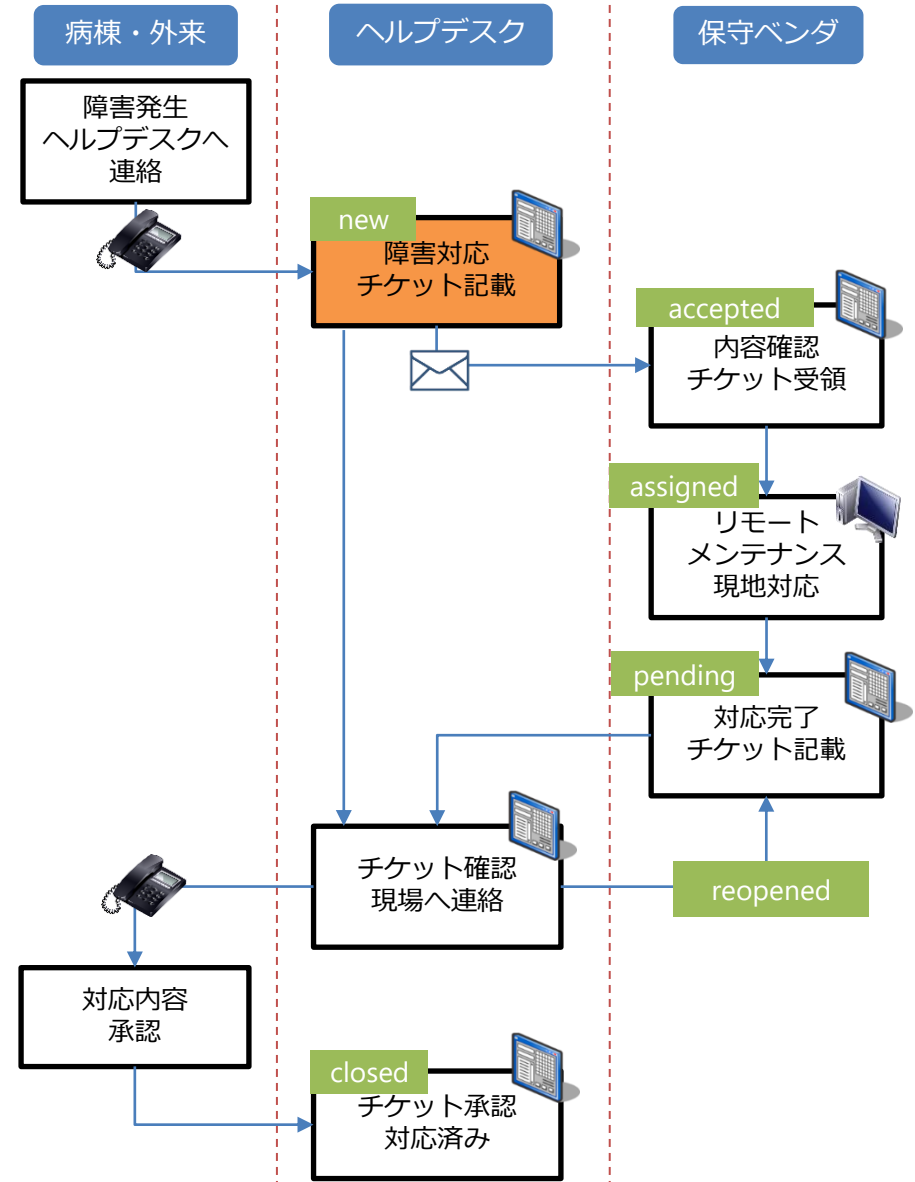 病棟・外来
ヘルプデスク
保守ベンダ
障害発生
ヘルプデスクへ
連絡
new
障害対応
チケット記載
accepted
内容確認
チケット受領
assigned
リモート
メンテナンス
現地対応
pending
対応完了
チケット記載
チケット確認
現場へ連絡
reopened
対応内容
承認
closed
チケット承認
対応済み